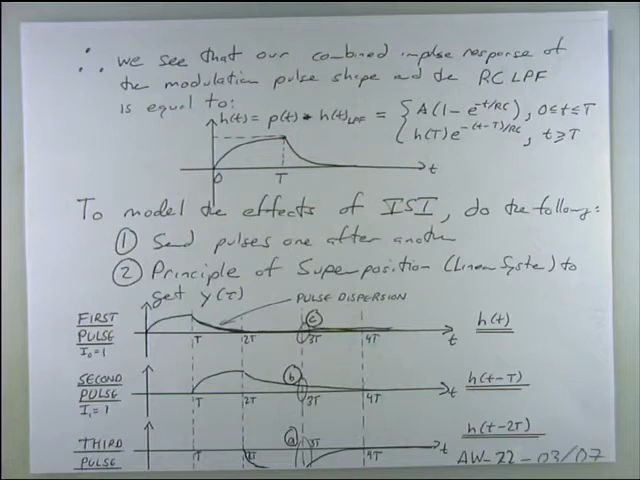 ∴ we see that our combined implse response of
the modulation pulse shape and the RC LPF
is equal to:
h(t) = p(t) * h(t)LPF = { A(1 - e^-t/RC), 0≤t≤T
h(T)e^-(t-T)/RC, t≥T
0 T t
To model the effects of ISI, do the following:
① Send pulses one after another
② Principle of Superposition (Linear System) to
get y(t)
PULSE DISPERSION
FIRST PULSE I₀=1
T 2T 3T 4T t
c
h(t)
SECOND PULSE I₁=1
T 2T 3T 4T t
b
h(t-T)
THIRD PULSE
T 2T 3T 4T t
a
h(t-2T)
AW-22-03/07